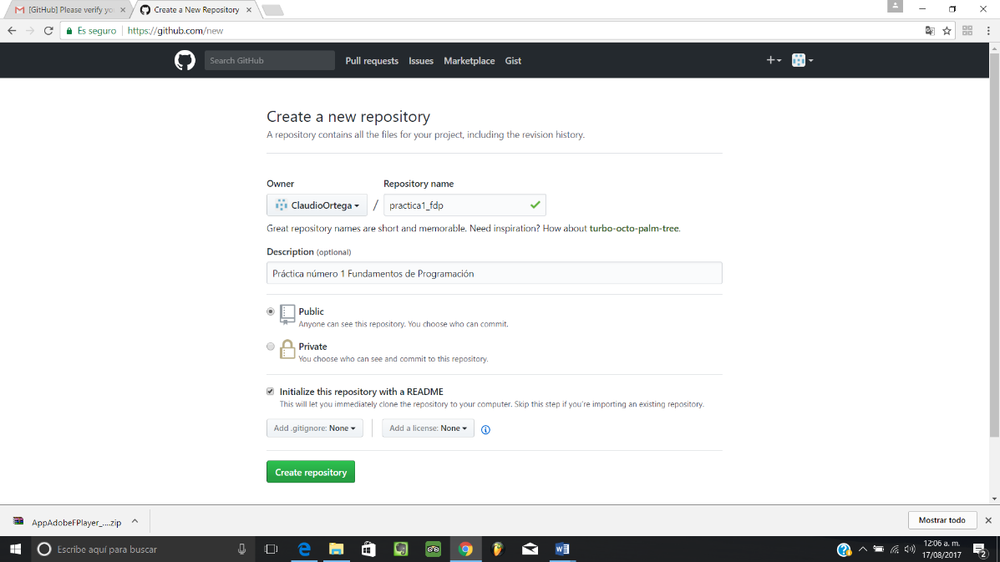 [GitHub] Please verify yo
Create a New Repository
Es seguro https://github.com/new
Search GitHub Pull requests Issues Marketplace Gist
Create a new repository
A repository contains all the files for your project, including the revision history.
Owner Repository name
ClaudioOrtega / practica1_fdp
Great repository names are short and memorable. Need inspiration? How about turbo-octo-palm-tree.
Description (optional)
Práctica número 1 Fundamentos de Programación
Public
Anyone can see this repository. You choose who can commit.
Private
You choose who can see and commit to this repository.
Initialize this repository with a README
This will let you immediately clone the repository to your computer. Skip this step if you're importing an existing repository.
Add .gitignore: None Add a license: None
Create repository
AppAdobeFPlayer_....zip Mostrar todo
Escribe aquí para buscar
12:06 a. m.
17/08/2017
2